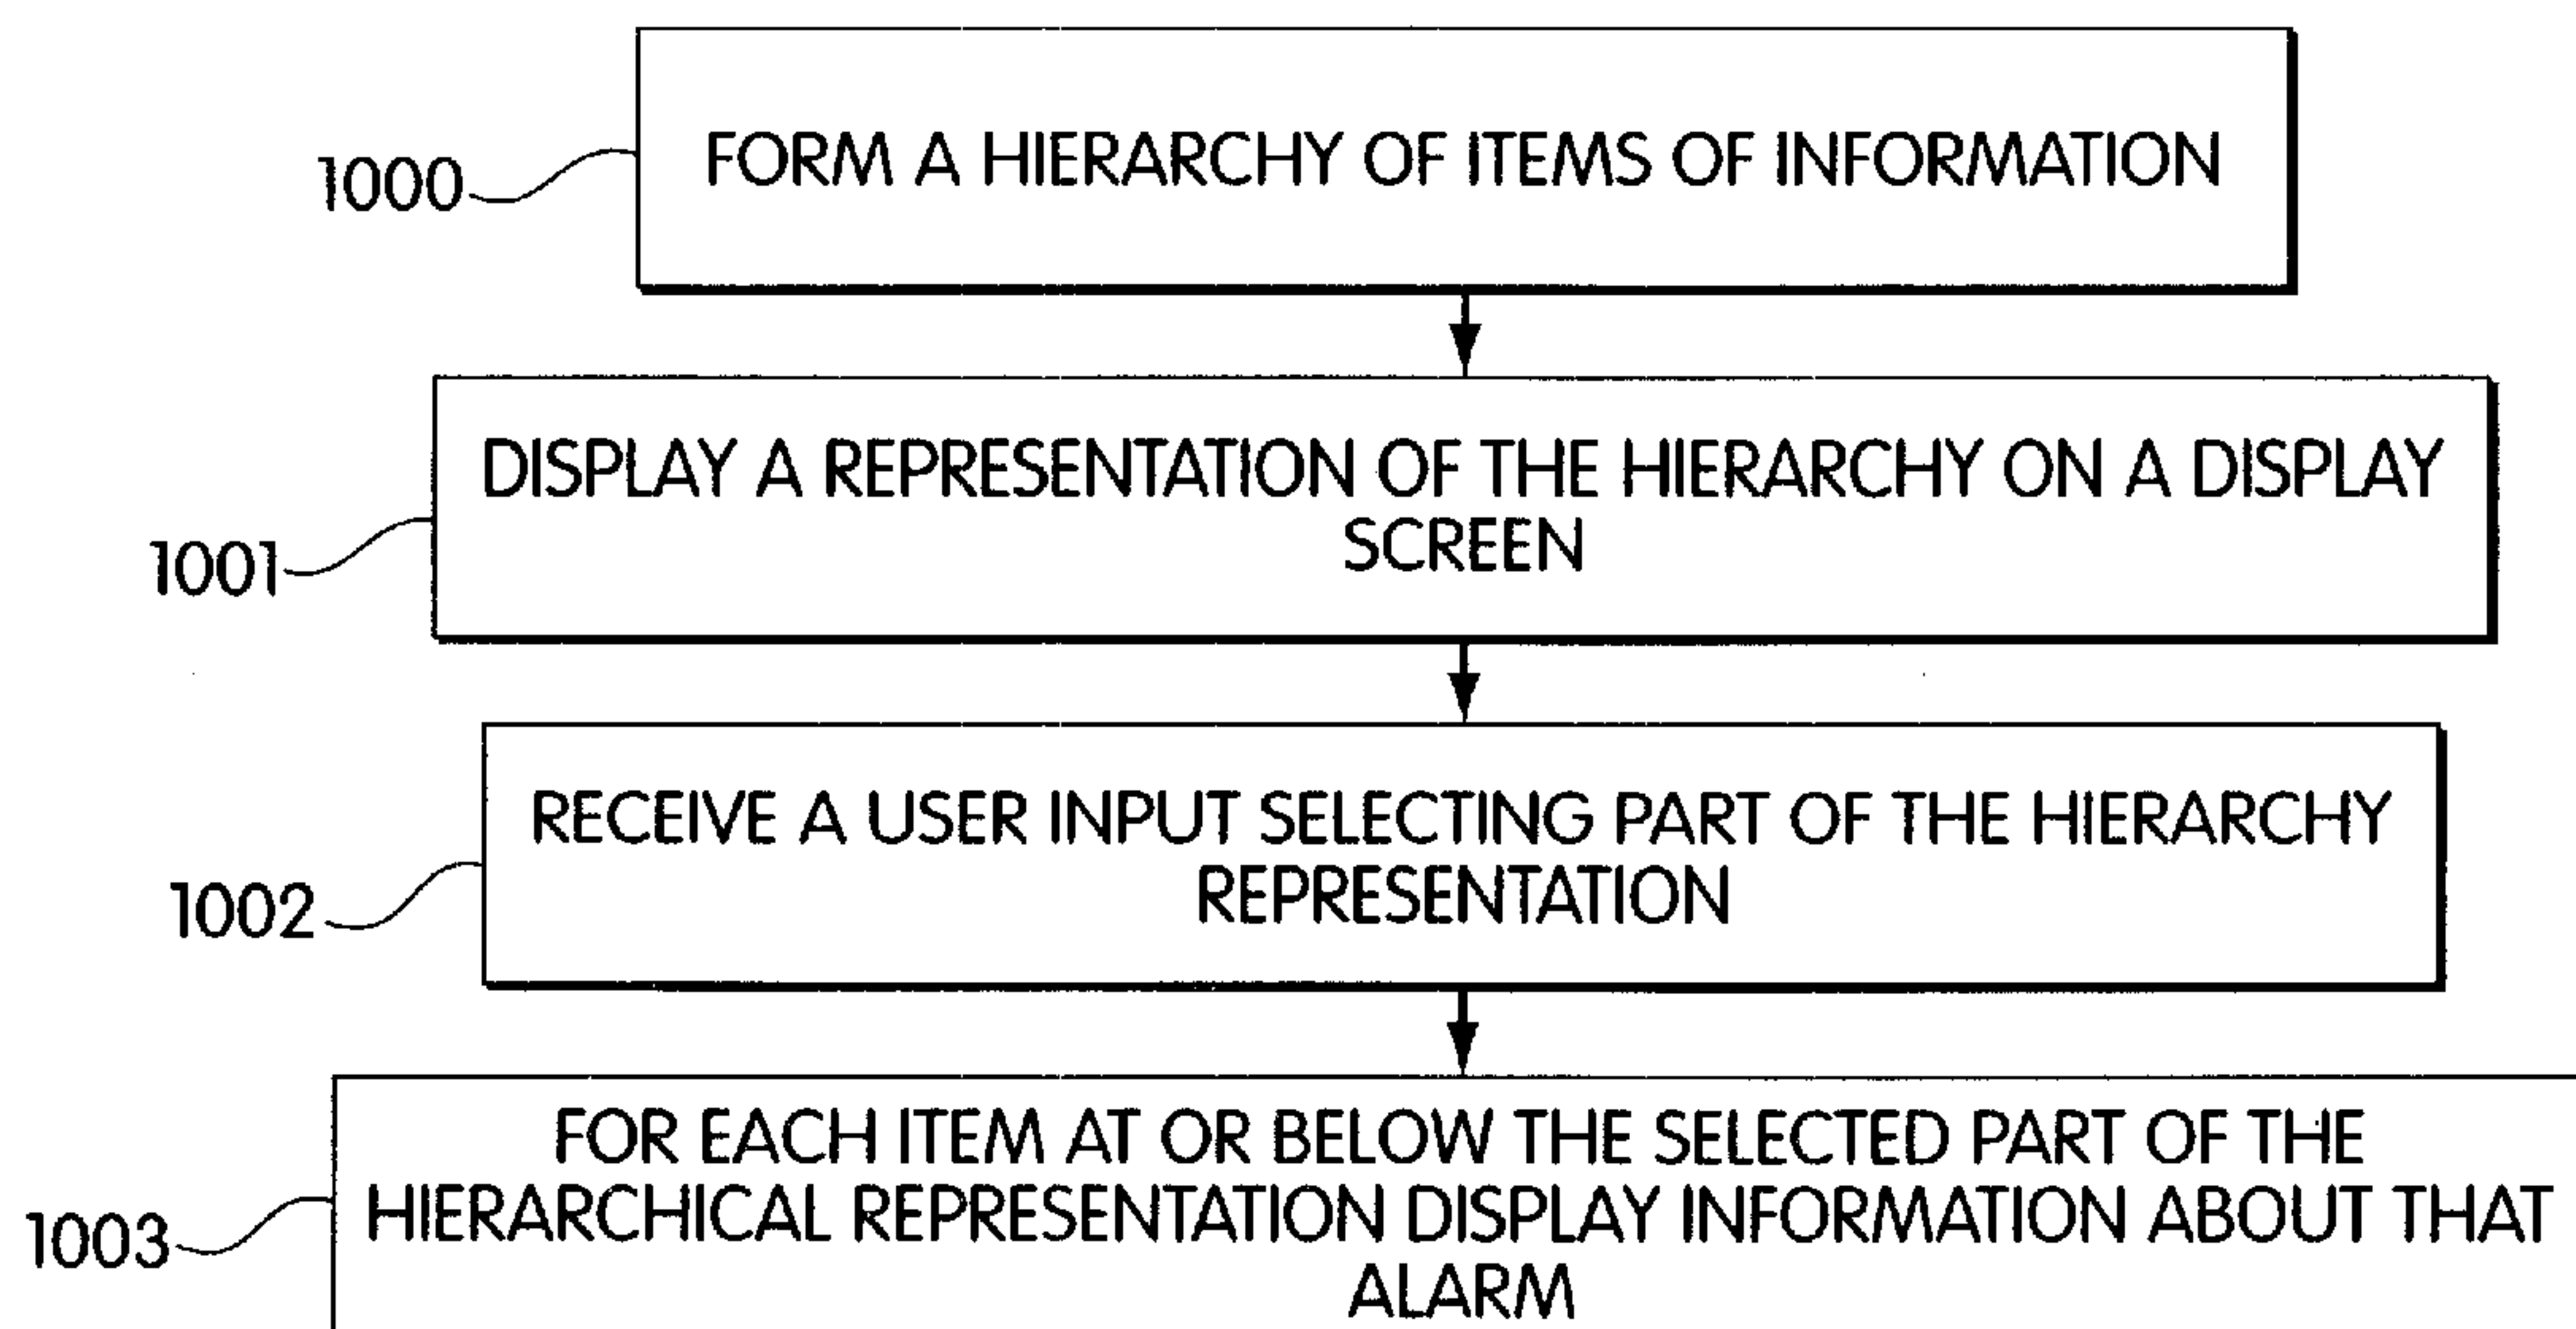 1000
FORM A HIERARCHY OF ITEMS OF INFORMATION
1001
DISPLAY A REPRESENTATION OF THE HIERARCHY ON A DISPLAY
SCREEN
1002
RECEIVE A USER INPUT SELECTING PART OF THE HIERARCHY
REPRESENTATION
1003
FOR EACH ITEM AT OR BELOW THE SELECTED PART OF THE
HIERARCHICAL REPRESENTATION DISPLAY INFORMATION ABOUT THAT
ALARM